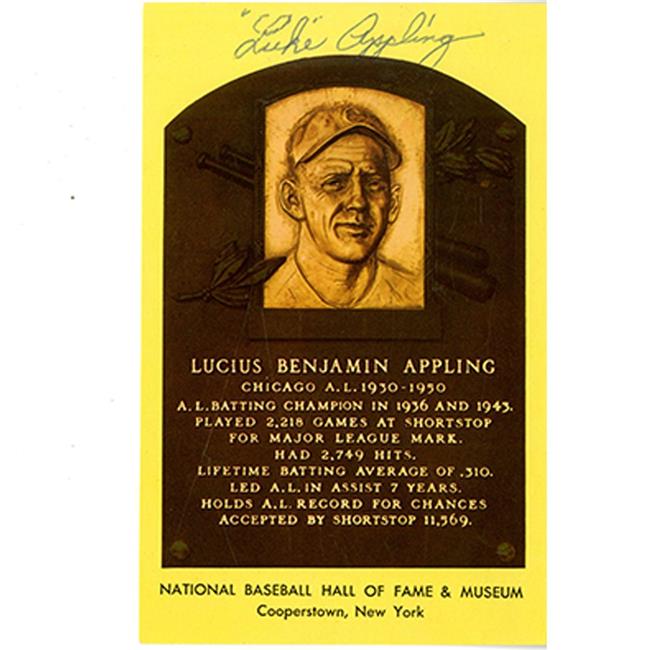 "Luke" Appling
LUCIUS BENJAMIN APPLING
CHICAGO A.L. 1930-1950
A.L. BATTING CHAMPION IN 1936 AND 1943.
PLAYED 2,218 GAMES AT SHORTSTOP
FOR MAJOR LEAGUE MARK.
HAD 2,749 HITS.
LIFETIME BATTING AVERAGE OF .310.
LED A.L. IN ASSIST 7 YEARS.
HOLDS A.L. RECORD FOR CHANCES
ACCEPTED BY SHORTSTOP 11,569.
NATIONAL BASEBALL HALL OF FAME & MUSEUM
Cooperstown, New York